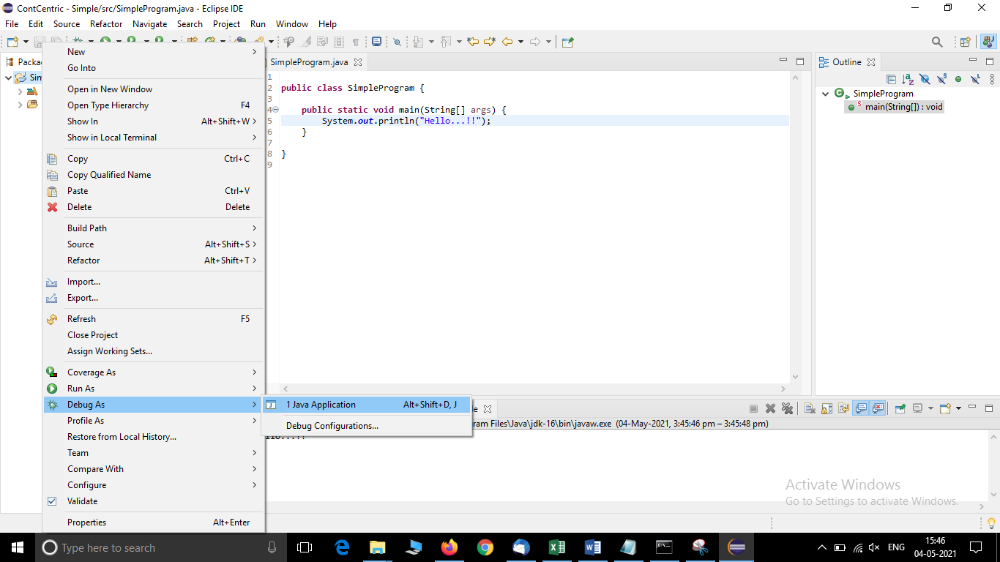 ContCentric - Simple/src/SimpleProgram.java - Eclipse IDE
File Edit Source Refactor Navigate Search Project Run Window Help
SimpleProgram.java
Outline
New
Go Into
Open in New Window
Open Type Hierarchy F4
Show In Alt+Shift+W
Show in Local Terminal
Copy Ctrl+C
Copy Qualified Name
Paste Ctrl+V
Delete Delete
Build Path
Source Alt+Shift+S
Refactor Alt+Shift+T
Import...
Export...
Refresh F5
Close Project
Assign Working Sets...
Coverage As
Run As
Debug As
Profile As
Restore from Local History...
Team
Compare With
Configure
Validate
Properties Alt+Enter
1 Java Application Alt+Shift+D, J
Debug Configurations...
1
2 public class SimpleProgram {
3
4 public static void main(String[] args) {
5 System.out.println("Hello...!!");
6 }
7
8 }
9
SimpleProgram
main(String[]) : void
ram Files\Java\jdk-16\bin\javaw.exe (04-May-2021, 3:45:46 pm – 3:45:48 pm)
Activate Windows
Go to Settings to activate Windows.
Type here to search
ENG
15:46
04-05-2021